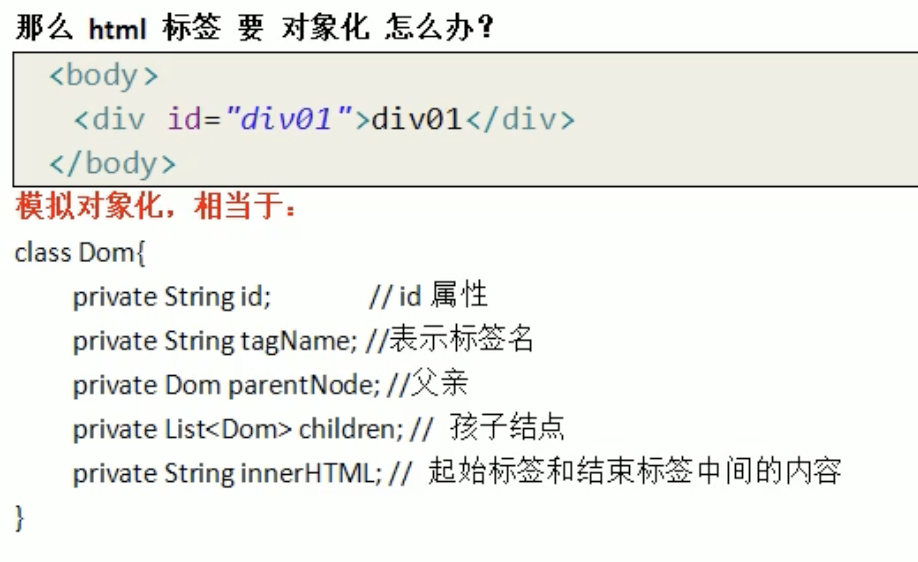 那么 html 标签 要 对象化 怎么办？
<body>
<div id="div01">div01</div>
</body>
模拟对象化，相当于：
class Dom{
private String id; // id 属性
private String tagName; //表示标签名
private Dom parentNode; //父亲
private List<Dom> children; // 孩子结点
private String innerHTML; // 起始标签和结束标签中间的内容
}